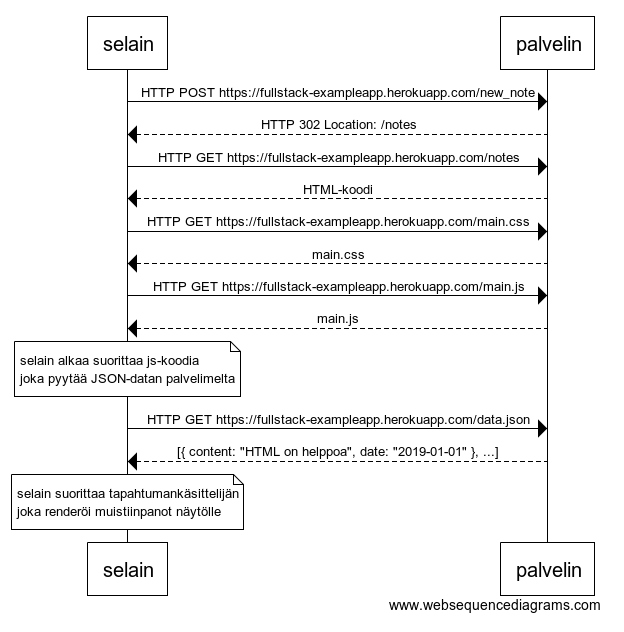 selain
palvelin
HTTP POST https://fullstack-exampleapp.herokuapp.com/new_note
HTTP 302 Location: /notes
HTTP GET https://fullstack-exampleapp.herokuapp.com/notes
HTML-koodi
HTTP GET https://fullstack-exampleapp.herokuapp.com/main.css
main.css
HTTP GET https://fullstack-exampleapp.herokuapp.com/main.js
main.js
selain alkaa suorittaa js-koodia
joka pyytää JSON-datan palvelimelta
HTTP GET https://fullstack-exampleapp.herokuapp.com/data.json
[{ content: "HTML on helppoa", date: "2019-01-01" }, ...]
selain suorittaa tapahtumankäsittelijän
joka renderöi muistiinpanot näytölle
selain
palvelin
www.websequencediagrams.com